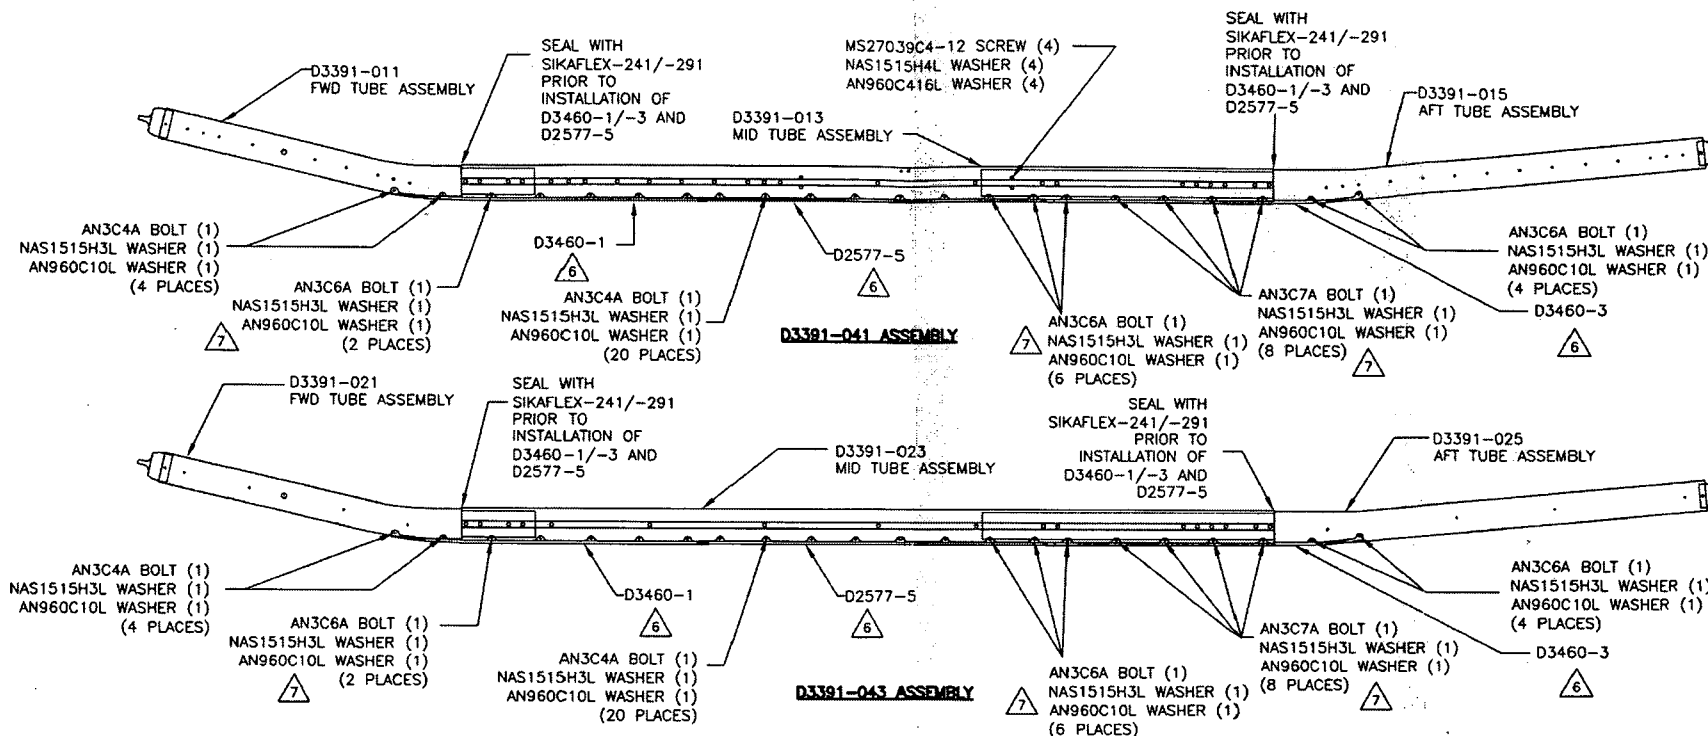 D3391-011
FWD TUBE ASSEMBLY
SEAL WITH
SIKAFLEX-241/-291
PRIOR TO
INSTALLATION OF
D3460-1/-3 AND
D2577-5
D3391-013
MID TUBE ASSEMBLY
MS27039C4-12 SCREW (4)
NAS1515H4L WASHER (4)
AN960C416L WASHER (4)
SEAL WITH
SIKAFLEX-241/-291
PRIOR TO
INSTALLATION OF
D3460-1/-3 AND
D2577-5
D3391-015
AFT TUBE ASSEMBLY
AN3C4A BOLT (1)
NAS1515H3L WASHER (1)
AN960C10L WASHER (1)
(4 PLACES)
AN3C6A BOLT (1)
NAS1515H3L WASHER (1)
AN960C10L WASHER (1)
(2 PLACES)
7
D3460-1
6
AN3C4A BOLT (1)
NAS1515H3L WASHER (1)
AN960C10L WASHER (1)
(20 PLACES)
D2577-5
6
D3391-041 ASSEMBLY
7
AN3C6A BOLT (1)
NAS1515H3L WASHER (1)
AN960C10L WASHER (1)
(6 PLACES)
AN3C7A BOLT (1)
NAS1515H3L WASHER (1)
AN960C10L WASHER (1)
(8 PLACES)
7
AN3C6A BOLT (1)
NAS1515H3L WASHER (1)
AN960C10L WASHER (1)
(4 PLACES)
D3460-3
6
D3391-021
FWD TUBE ASSEMBLY
SEAL WITH
SIKAFLEX-241/-291
PRIOR TO
INSTALLATION OF
D3460-1/-3 AND
D2577-5
D3391-023
MID TUBE ASSEMBLY
SEAL WITH
SIKAFLEX-241/-291
PRIOR TO
INSTALLATION OF
D3460-1/-3 AND
D2577-5
D3391-025
AFT TUBE ASSEMBLY
AN3C4A BOLT (1)
NAS1515H3L WASHER (1)
AN960C10L WASHER (1)
(4 PLACES)
AN3C6A BOLT (1)
NAS1515H3L WASHER (1)
AN960C10L WASHER (1)
(2 PLACES)
7
D3460-1
6
AN3C4A BOLT (1)
NAS1515H3L WASHER (1)
AN960C10L WASHER (1)
(20 PLACES)
D2577-5
6
D3391-043 ASSEMBLY
7
AN3C6A BOLT (1)
NAS1515H3L WASHER (1)
AN960C10L WASHER (1)
(6 PLACES)
AN3C7A BOLT (1)
NAS1515H3L WASHER (1)
AN960C10L WASHER (1)
(8 PLACES)
7
AN3C6A BOLT (1)
NAS1515H3L WASHER (1)
AN960C10L WASHER (1)
(4 PLACES)
D3460-3
6